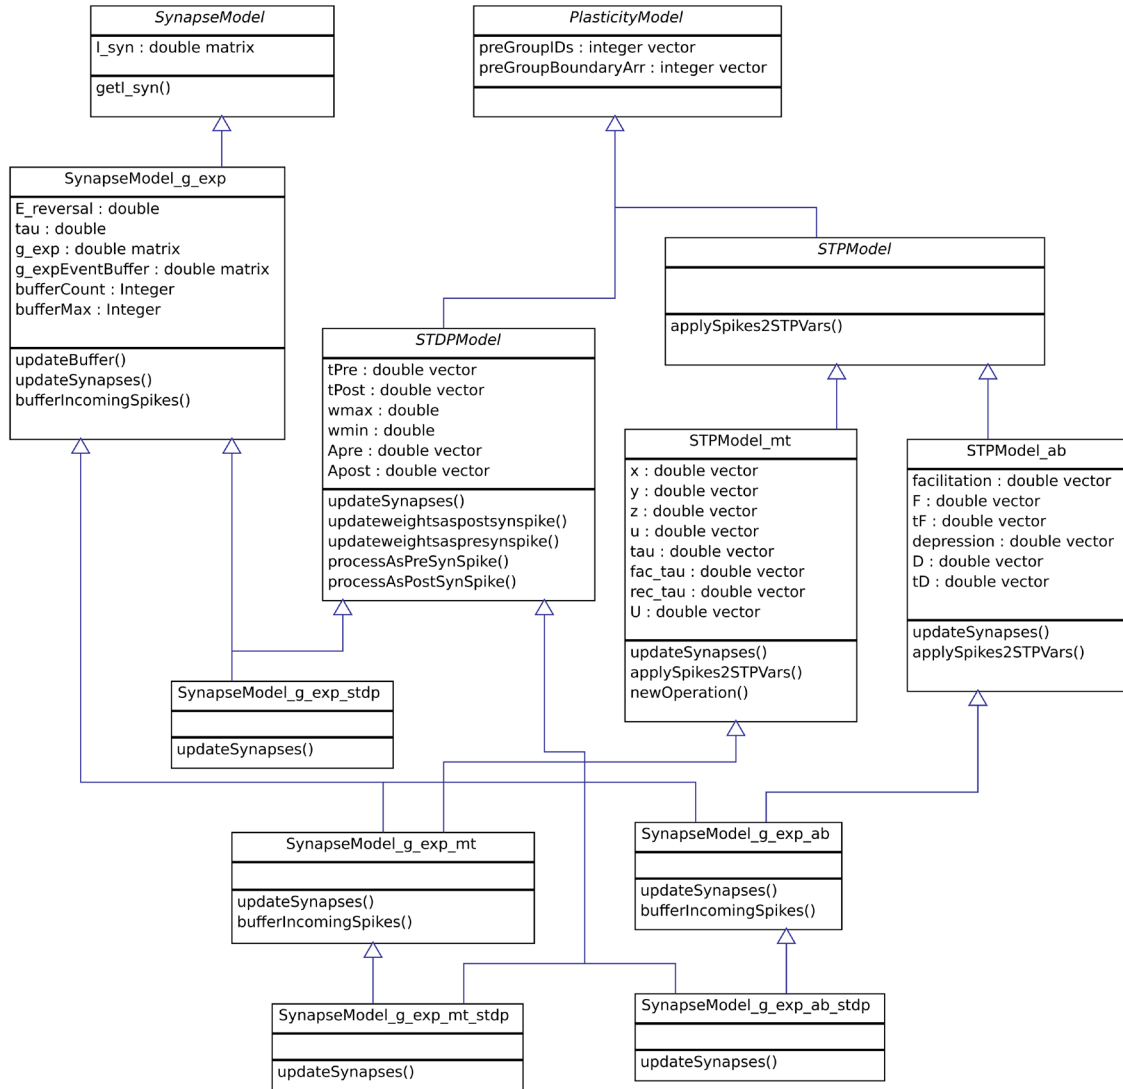 SynapseModel
I_syn : double matrix
getI_syn()
PlasticityModel
preGroupIDs : integer vector
preGroupBoundaryArr : integer vector
SynapseModel_g_exp
E_reversal : double
tau : double
g_exp : double matrix
g_expEventBuffer : double matrix
bufferCount : Integer
bufferMax : Integer
updateBuffer()
updateSynapses()
bufferIncomingSpikes()
STPModel
applySpikes2STPVars()
STDPModel
tPre : double vector
tPost : double vector
wmax : double
wmin : double
Apre : double vector
Apost : double vector
updateSynapses()
updateweightsaspostsynspike()
updateweightsaspresynspike()
processAsPreSynSpike()
processAsPostSynSpike()
STPModel_mt
x : double vector
y : double vector
z : double vector
u : double vector
tau : double vector
fac_tau : double vector
rec_tau : double vector
U : double vector
updateSynapses()
applySpikes2STPVars()
newOperation()
STPModel_ab
facilitation : double vector
F : double vector
tF : double vector
depression : double vector
D : double vector
tD : double vector
updateSynapses()
applySpikes2STPVars()
SynapseModel_g_exp_stdp
updateSynapses()
SynapseModel_g_exp_mt
updateSynapses()
bufferIncomingSpikes()
SynapseModel_g_exp_ab
updateSynapses()
bufferIncomingSpikes()
SynapseModel_g_exp_mt_stdp
updateSynapses()
SynapseModel_g_exp_ab_stdp
updateSynapses()